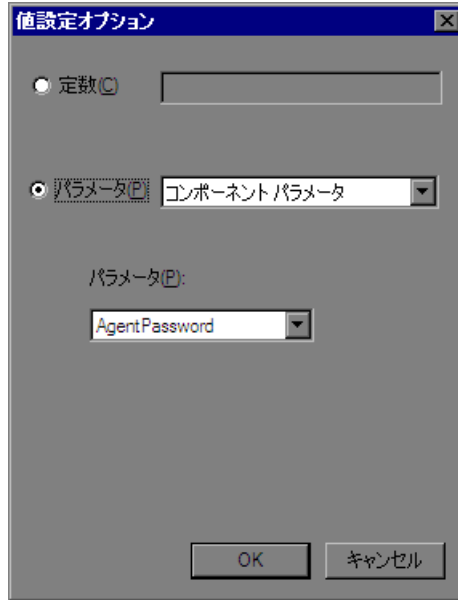 値設定オプション
定数(C)
パラメータ(P) コンポーネント パラメータ
パラメータ(P):
AgentPassword
OK キャンセル